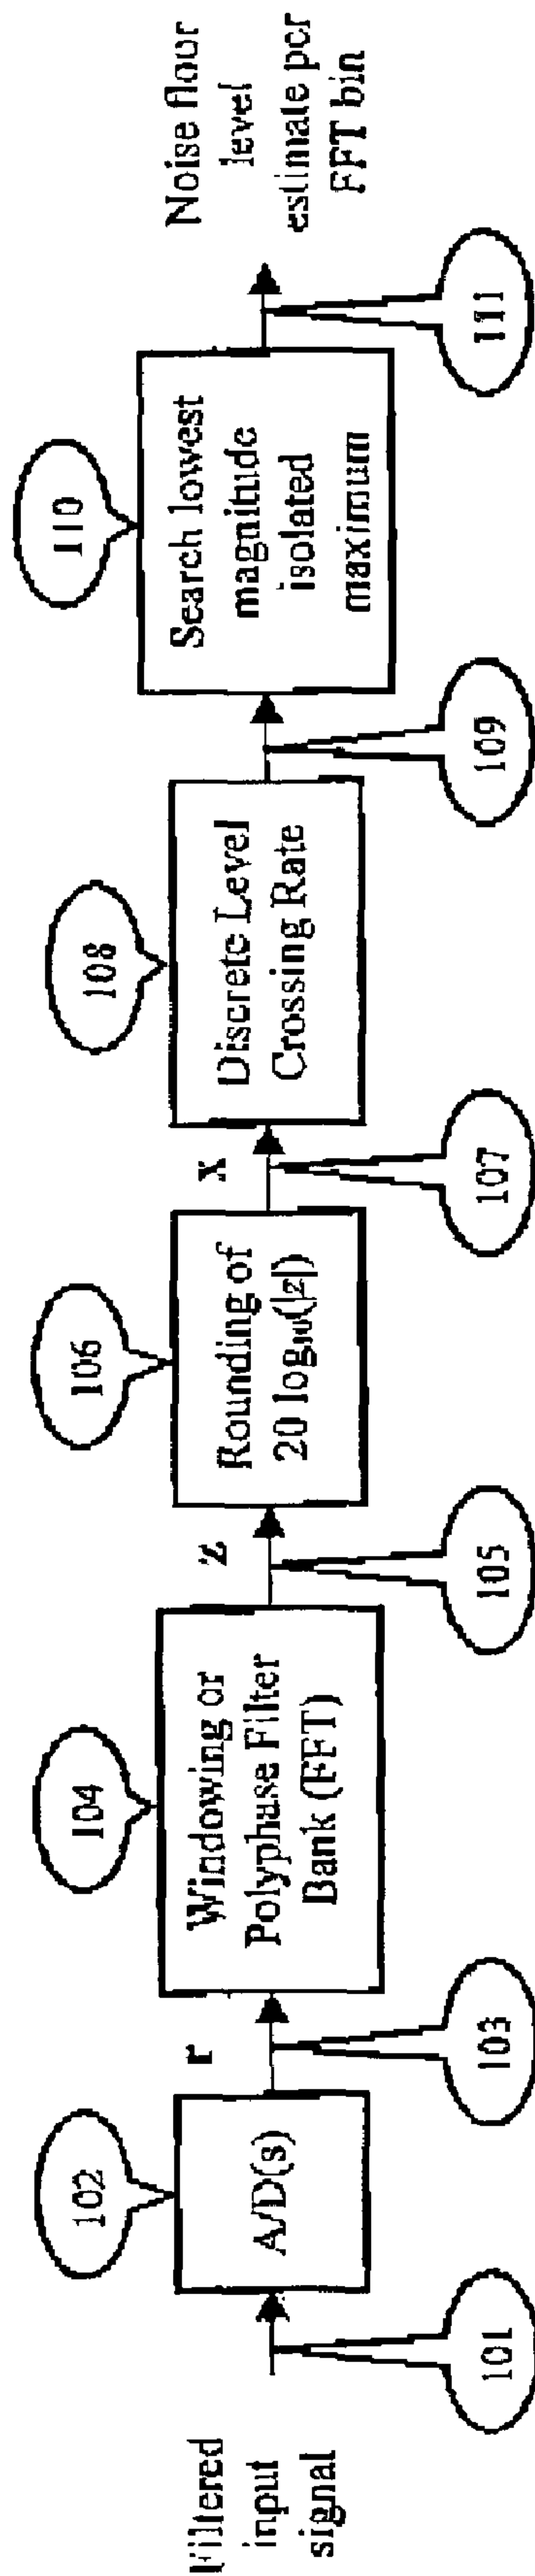 Filtered
input
signal
101
102
A/D(s)
r
103
104
Windowing or
Polyphase Filter
Bank (FFT)
z
105
106
Rounding of
20 log₁₀(|z|)
x
107
108
Discrete Level
Crossing Rate
109
110
Search lowest
magnitude
isolated
maximum
111
Noise floor
level
estimate per
FFT bin